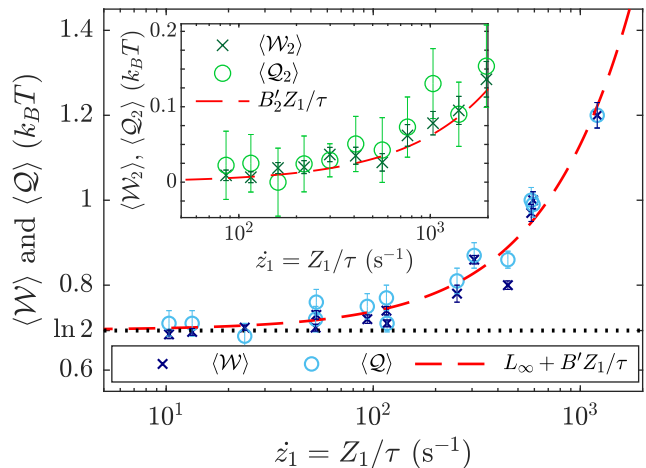 1.4
1.2
1
0.8
ln 2
0.6
⟨𝒲⟩ and ⟨𝒬⟩ (k_BT)
0.2
0.1
0
⟨𝒲₂⟩, ⟨𝒬₂⟩ (k_BT)
⟨𝒲₂⟩
⟨𝒬₂⟩
B′₂Z₁/τ
10² 10³
ż₁ = Z₁/τ (s⁻¹)
⟨𝒲⟩ ⟨𝒬⟩ L_∞ + B′Z₁/τ
10¹ 10² 10³
ż₁ = Z₁/τ (s⁻¹)